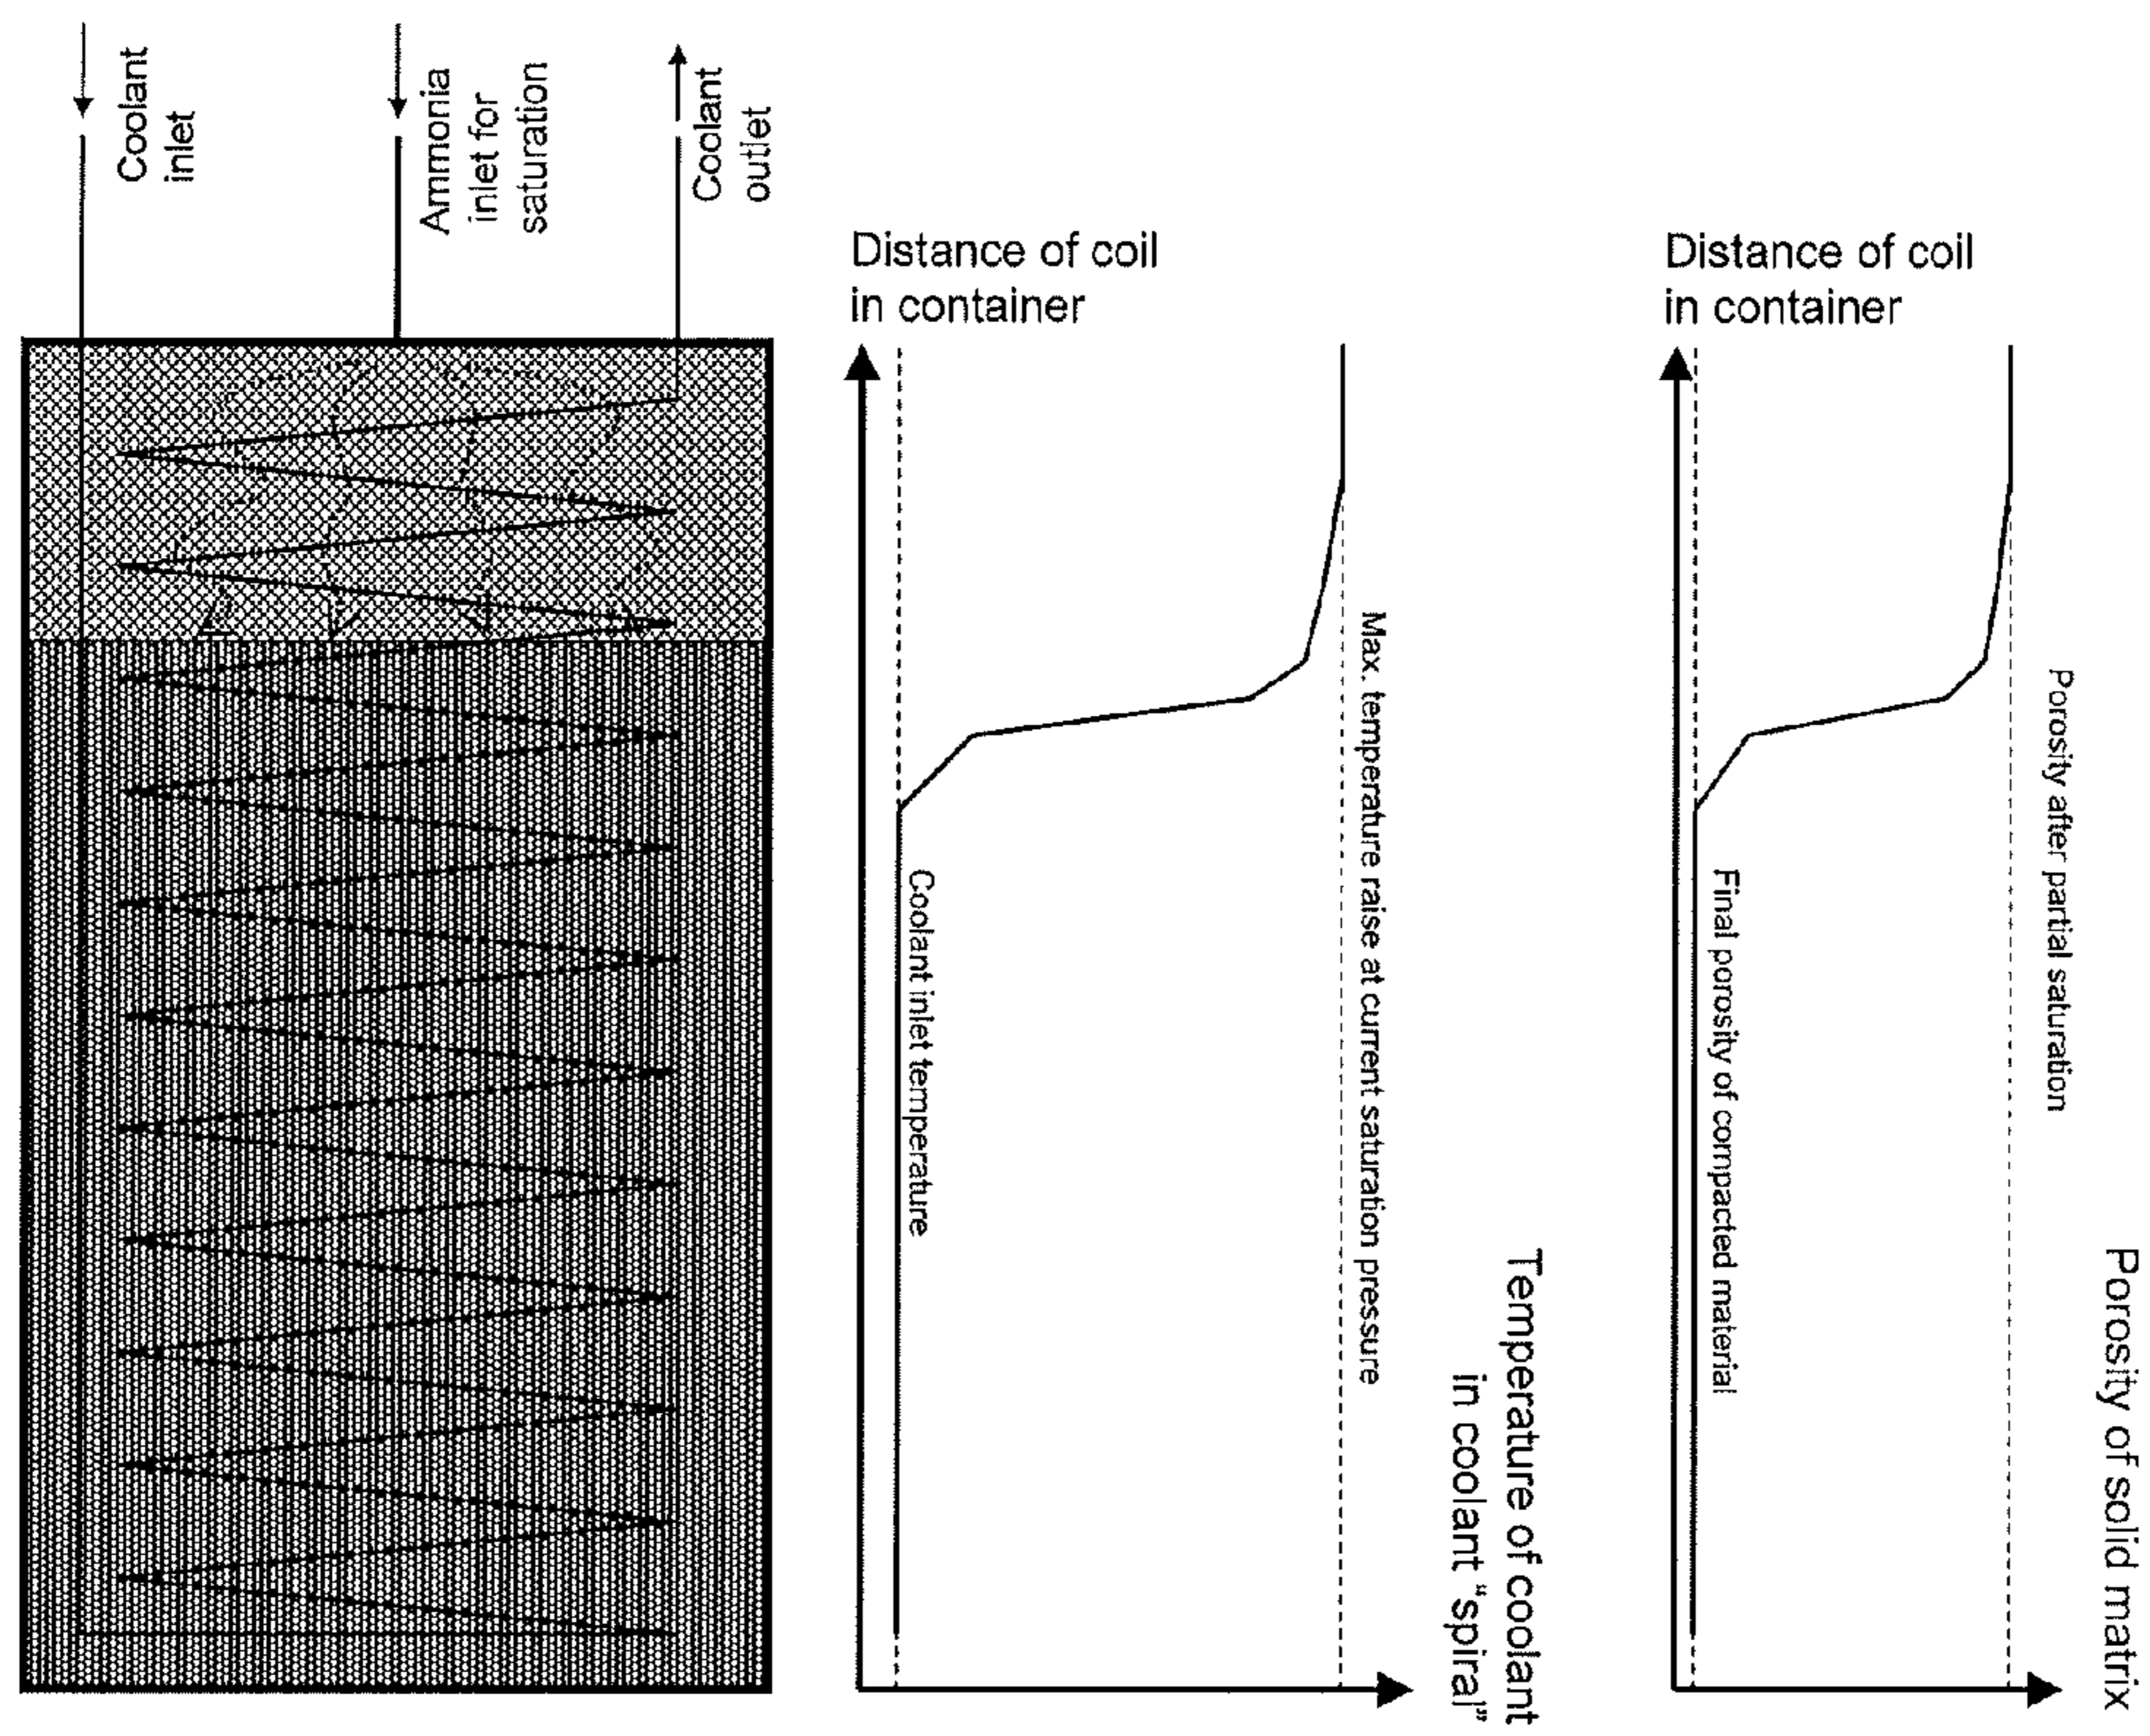 Coolant
inlet
Ammonia
inlet for
saturation
Coolant
outlet
Distance of coil
in container
Coolant inlet temperature
Max. temperature raise at current saturation pressure
Temperature of coolant
in coolant “spiral”
Distance of coil
in container
Final porosity of compacted material
Porosity after partial saturation
Porosity of solid matrix